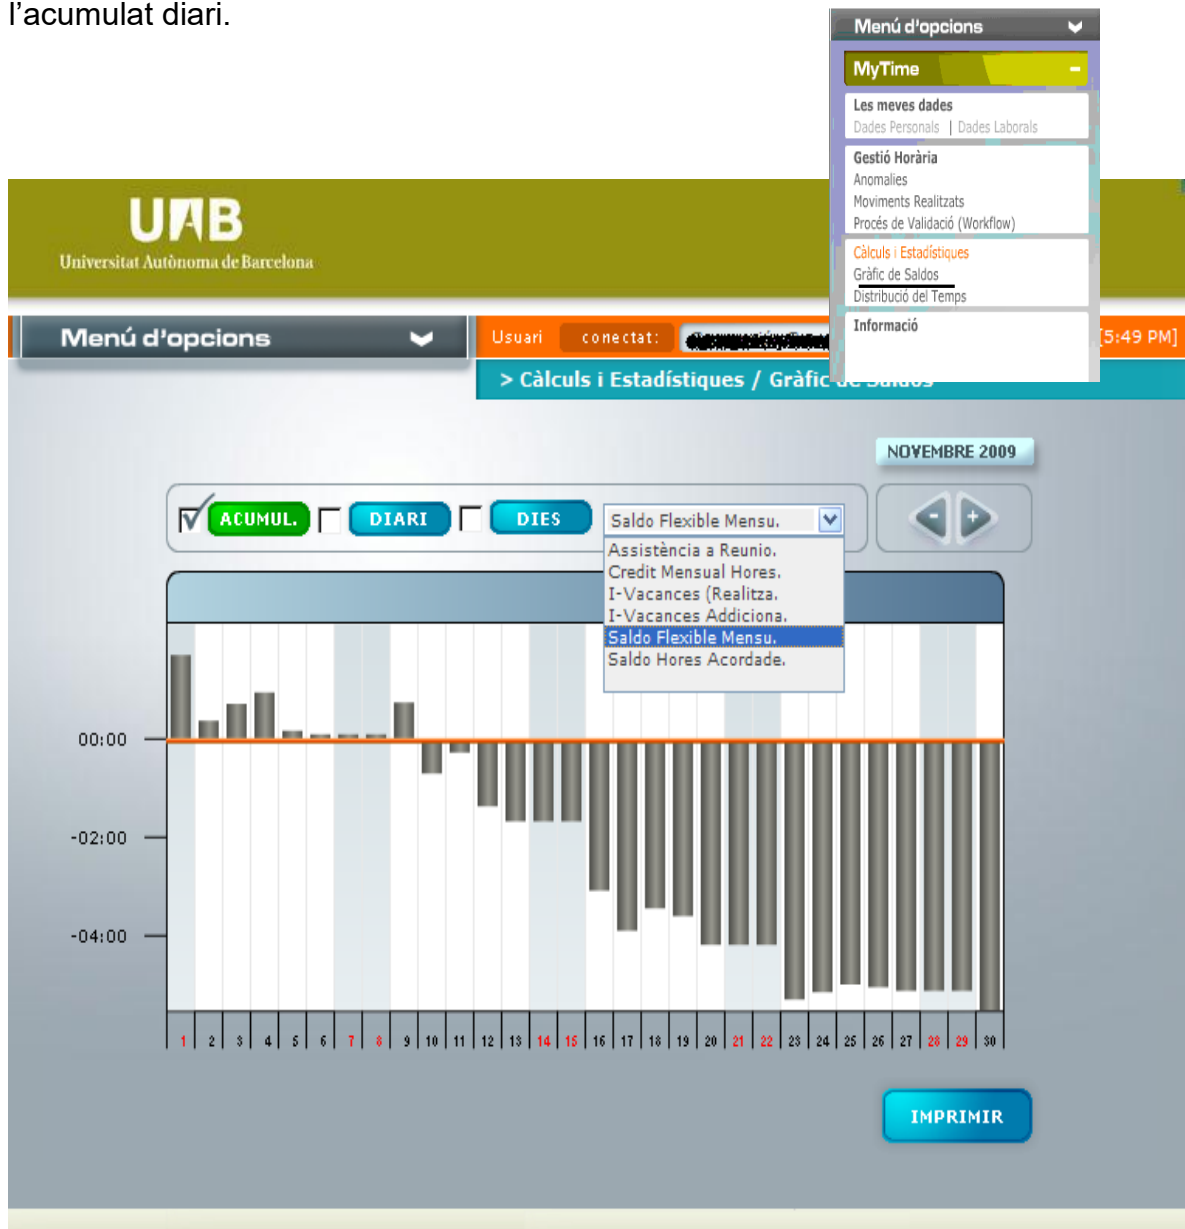 l’acumulat diari.
Menú d'opcions
MyTime
Les meves dades
Dades Personals | Dades Laborals
Gestió Horària
Anomalies
Moviments Realitzats
Procés de Validació (Workflow)
Càlculs i Estadístiques
Gràfic de Saldos
Distribució del Temps
Informació
UAB
Universitat Autònoma de Barcelona
Menú d'opcions
Usuari conectat:
[5:49 PM]
> Càlculs i Estadístiques / Gràfic de Saldos
NOVEMBRE 2009
ACUMUL. DIARI DIES Saldo Flexible Mensu. - +
Assistència a Reunio.
Credit Mensual Hores.
I-Vacances (Realitza.
I-Vacances Addiciona.
Saldo Flexible Mensu.
Saldo Hores Acordade.
00:00
-02:00
-04:00
1 2 3 4 5 6 7 8 9 10 11 12 13 14 15 16 17 18 19 20 21 22 23 24 25 26 27 28 29 30
IMPRIMIR